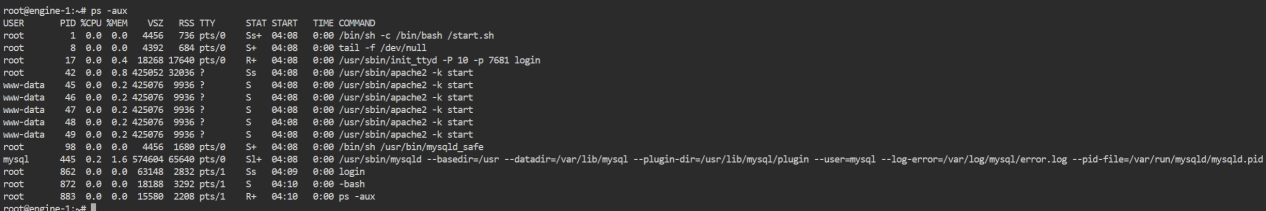 root@engine-1:~# ps -aux
USER       PID %CPU %MEM    VSZ   RSS TTY      STAT START   TIME COMMAND
root         1  0.0  0.0   4456   736 pts/0    Ss+  04:08   0:00 /bin/sh -c /bin/bash /start.sh
root         8  0.0  0.0   4392   684 pts/0    S+   04:08   0:00 tail -f /dev/null
root        17  0.0  0.4  18268 17640 pts/0    R+   04:08   0:00 /usr/sbin/init_ttyd -P 10 -p 7681 login
root        42  0.0  0.8 425052 32036 ?        Ss   04:08   0:00 /usr/sbin/apache2 -k start
www-data    45  0.0  0.2 425076  9936 ?        S    04:08   0:00 /usr/sbin/apache2 -k start
www-data    46  0.0  0.2 425076  9936 ?        S    04:08   0:00 /usr/sbin/apache2 -k start
www-data    47  0.0  0.2 425076  9936 ?        S    04:08   0:00 /usr/sbin/apache2 -k start
www-data    48  0.0  0.2 425076  9936 ?        S    04:08   0:00 /usr/sbin/apache2 -k start
www-data    49  0.0  0.2 425076  9936 ?        S    04:08   0:00 /usr/sbin/apache2 -k start
root        98  0.0  0.0   4456  1680 pts/0    S+   04:08   0:00 /bin/sh /usr/bin/mysqld_safe
mysql      445  0.2  1.6 574604 65640 pts/0    Sl+  04:08   0:00 /usr/sbin/mysqld --basedir=/usr --datadir=/var/lib/mysql --plugin-dir=/usr/lib/mysql/plugin --user=mysql --log-error=/var/log/mysql/error.log --pid-file=/var/run/mysqld/mysqld.pid
root       862  0.0  0.0  63148  2832 pts/1    Ss   04:09   0:00 login
root       872  0.0  0.0  18188  3292 pts/1    S    04:10   0:00 -bash
root       883  0.0  0.0  15580  2208 pts/1    R+   04:10   0:00 ps -aux
root@engine-1:~#